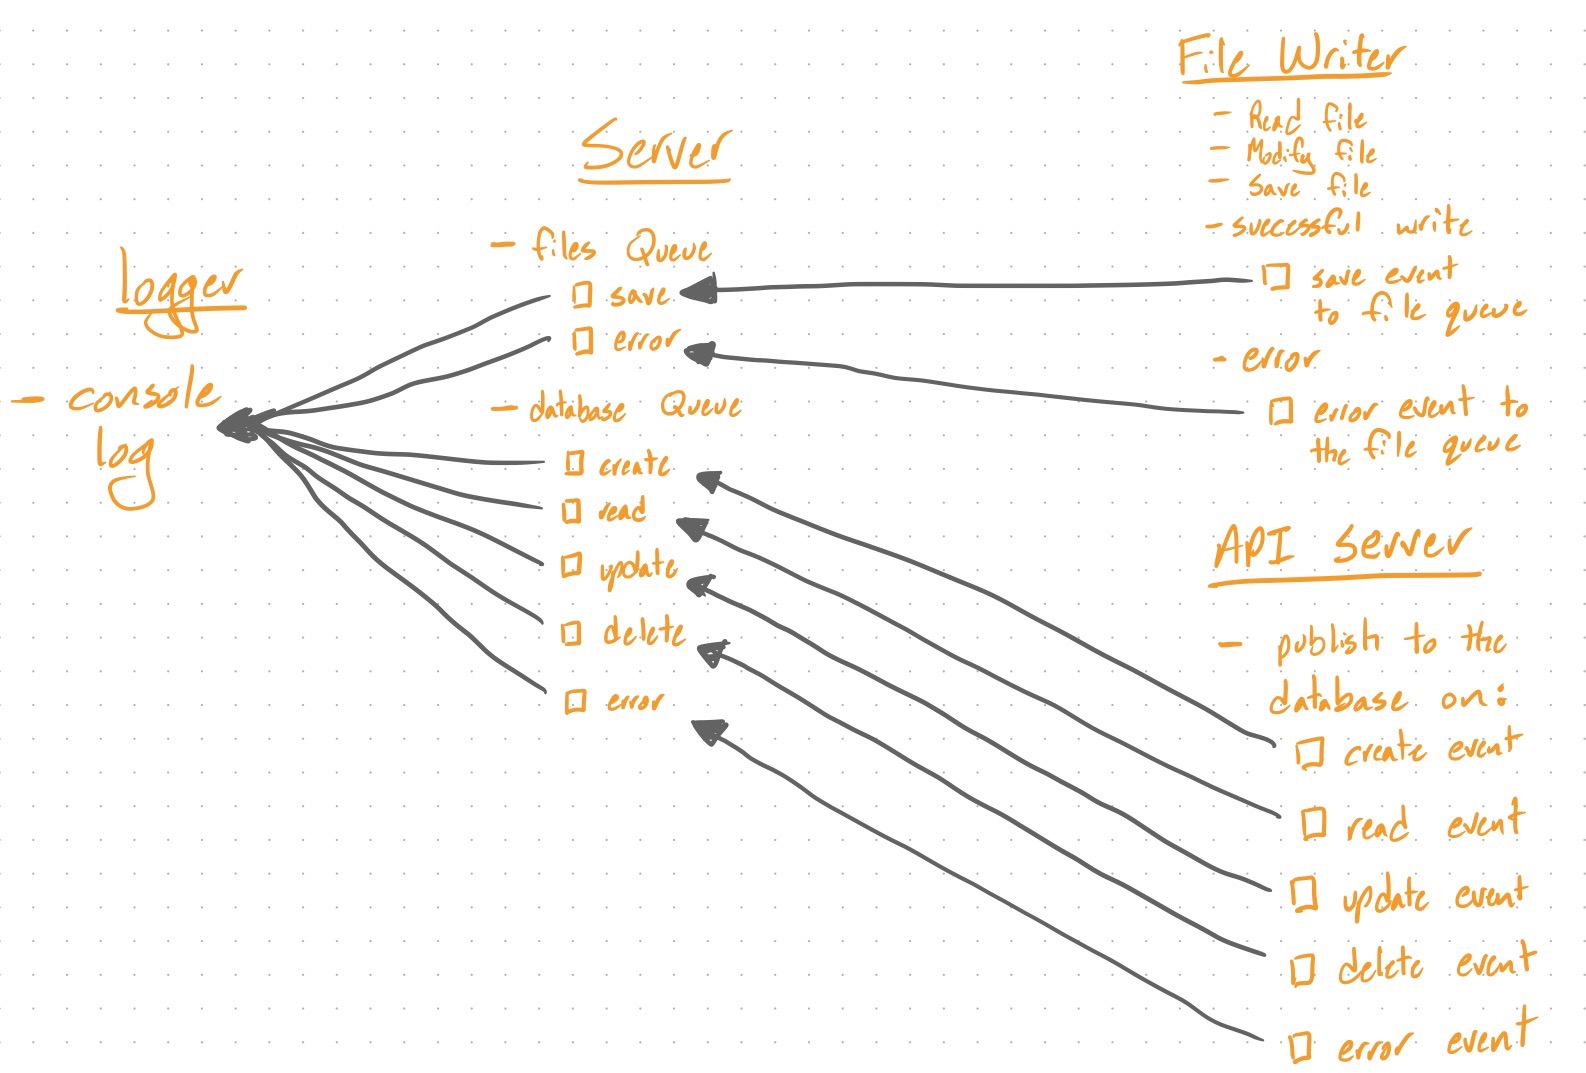 logger
- console
log
Server
- files Queue
save
error
- database Queue
create
read
update
delete
error
File Writer
- Read file
- Modify file
- Save file
- successful write
save event
to file queue
- error
error event to
the file queue
API Server
- publish to the
database on:
create event
read event
update event
delete event
error event